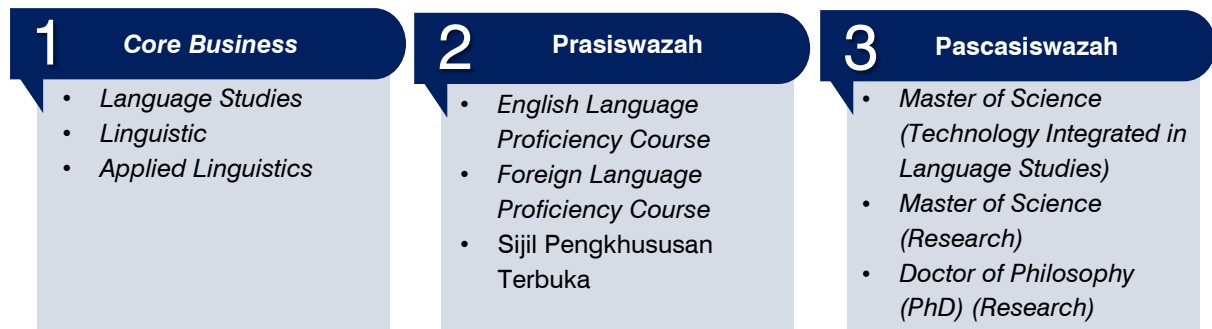 1
Core Business
• Language Studies
• Linguistic
• Applied Linguistics
2
Prasiswazah
• English Language
Proficiency Course
• Foreign Language
Proficiency Course
• Sijil Pengkhususan
Terbuka
3
Pascasiswazah
• Master of Science
(Technology Integrated in
Language Studies)
• Master of Science
(Research)
• Doctor of Philosophy
(PhD) (Research)